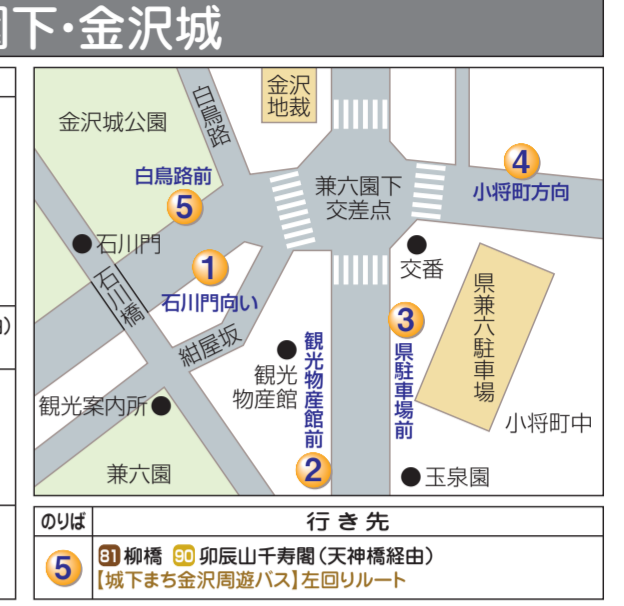 園下・金沢城
金沢
地裁
白鳥路
金沢城公園
兼六園下
交差点
4
小将町方向
白鳥路前
5
石川門
1
石川門向い
石川橋
交番
県兼六駐車場
3
県駐車場前
紺屋坂
観光
物産館
観光物産館前
2
観光案内所
小将町中
兼六園
玉泉園
のりば
行き先
5
81 柳橋 90 卯辰山千寿閣(天神橋経由)
【城下まち金沢周遊バス】左回りルート